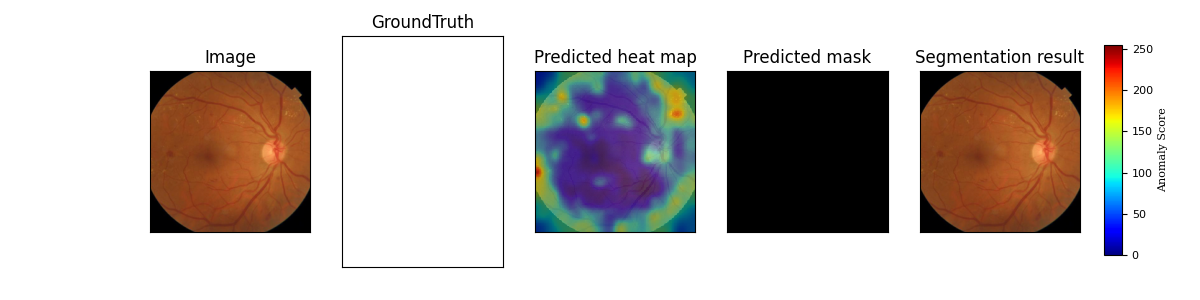 GroundTruth
Image
Predicted heat map
Predicted mask
Segmentation result
250
200
150
100
50
0
Anomaly Score